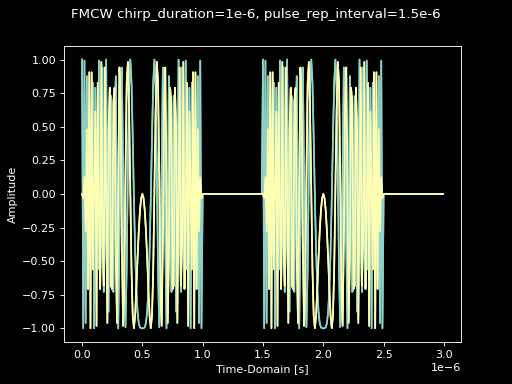 FMCW chirp_duration=1e-6, pulse_rep_interval=1.5e-6
1.00
0.75
0.50
0.25
0.00
−0.25
−0.50
−0.75
−1.00
Amplitude
0.0 0.5 1.0 1.5 2.0 2.5 3.0
1e−6
Time-Domain [s]